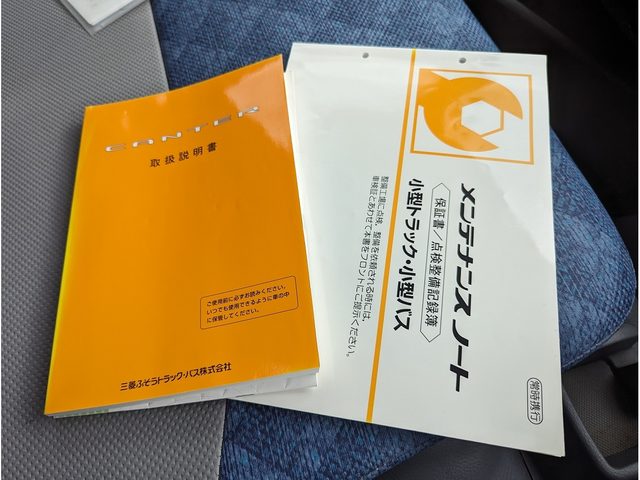 CANTER
取扱説明書
ご使用前に必ずお読みください。
いつでも使用できるように車の中
に保管してください。
三菱ふそうトラック・バス株式会社
メンテナンス ノート
保証書／点検整備記録簿
小型トラック・小型バス
整備工場に点検、整備を依頼される時には、
車検証とあわせて本書をフロントにご提示ください。
常時携行